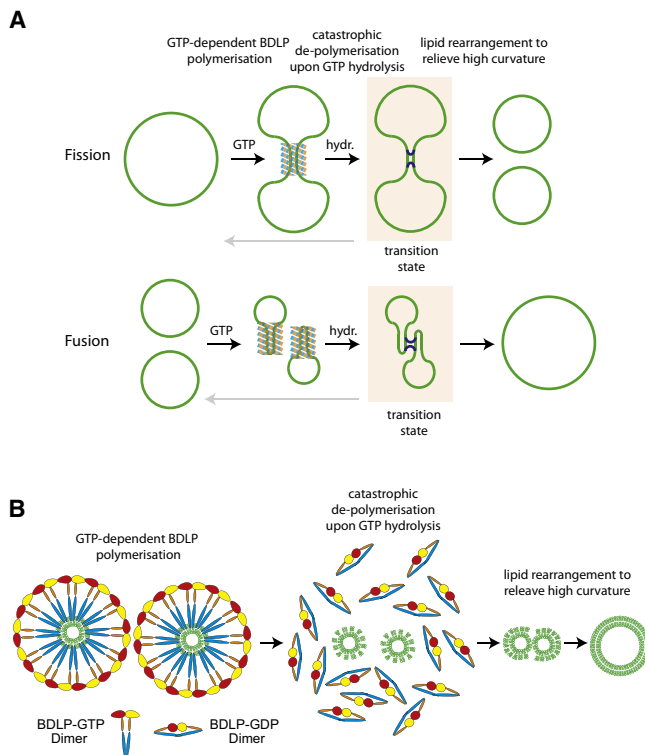 A
GTP-dependent BDLP
polymerisation
catastrophic
de-polymerisation
upon GTP hydrolysis
lipid rearrangement to
relieve high curvature
Fission
GTP
hydr.
transition
state
Fusion
GTP
hydr.
transition
state
B
GTP-dependent BDLP
polymerisation
catastrophic
de-polymerisation
upon GTP hydrolysis
lipid rearrangement to
releave high curvature
BDLP-GTP
Dimer
BDLP-GDP
Dimer